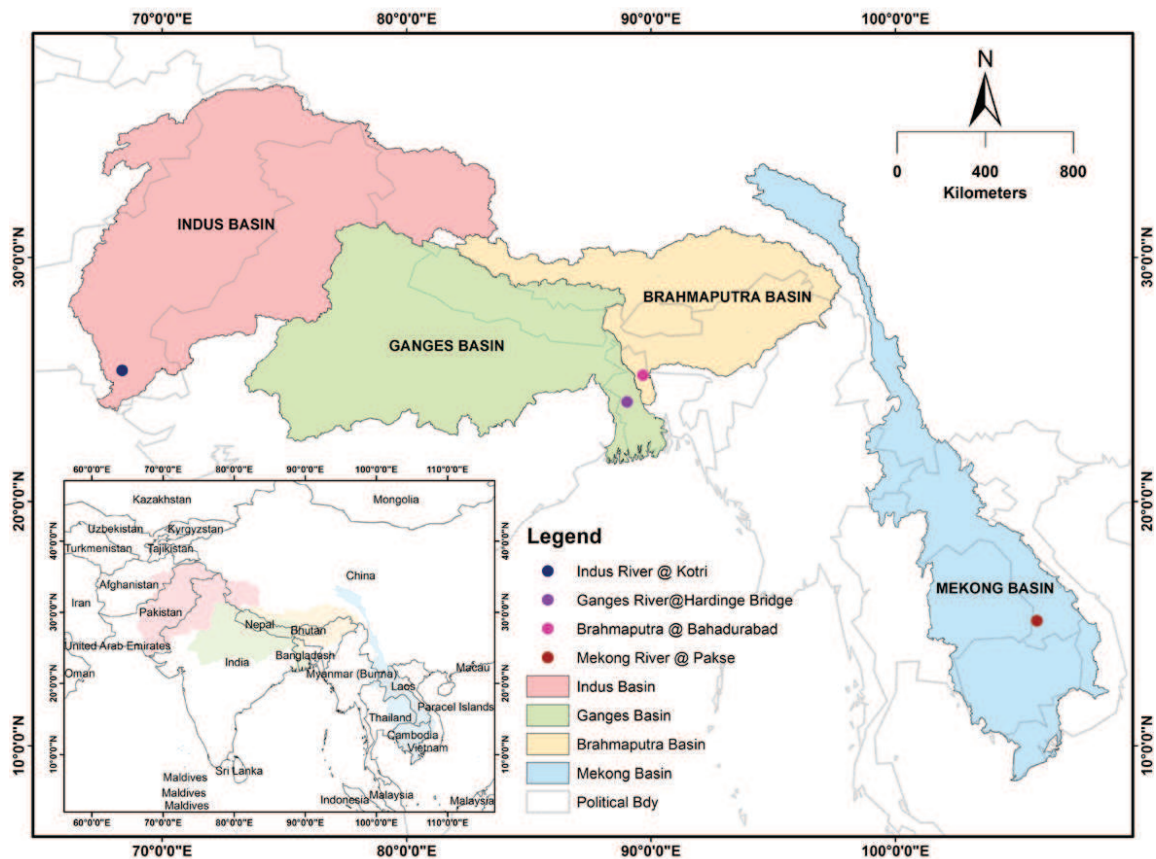 70°0'0"E
80°0'0"E
90°0'0"E
100°0'0"E
N
0
400
800
Kilometers
30°0'0"N
30°0'0"N
INDUS BASIN
BRAHMAPUTRA BASIN
GANGES BASIN
20°0'0"N
20°0'0"N
MEKONG BASIN
10°0'0"N
10°0'0"N
60°0'0"E
70°0'0"E
80°0'0"E
90°0'0"E
100°0'0"E
110°0'0"E
Kazakhstan
Mongolia
Uzbekistan
Kyrgyzstan
Turkmenistan
Tajikistan
40°0'0"N
40°0'0"N
Afghanistan
China
Iran
Pakistan
30°0'0"N
30°0'0"N
Nepal
Bhutan
United Arab Emirates
India
Bangladesh
Macau
Oman
Myanmar (Burma)
20°0'0"N
20°0'0"N
Laos
Paracel Islands
Thailand
Cambodia
Vietnam
10°0'0"N
10°0'0"N
Sri Lanka
Maldives
Maldives
Maldives
Indonesia
Malaysia
Malaysia
60°0'0"E
70°0'0"E
80°0'0"E
90°0'0"E
100°0'0"E
110°0'0"E
Legend
Indus River @ Kotri
Ganges River@Hardinge Bridge
Brahmaputra @ Bahadurabad
Mekong River @ Pakse
Indus Basin
Ganges Basin
Brahmaputra Basin
Mekong Basin
Political Bdy
70°0'0"E
80°0'0"E
90°0'0"E
100°0'0"E